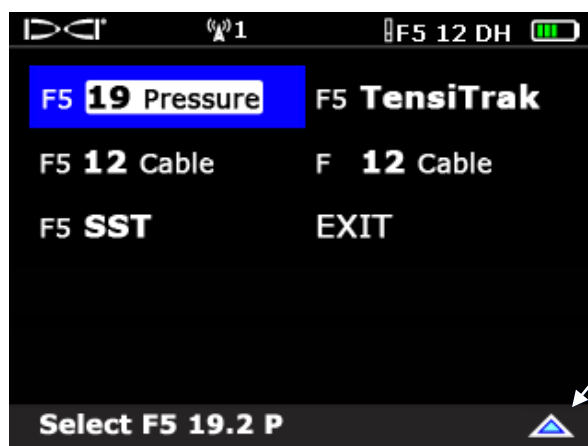 DCI 1 F5 12 DH
F5 19 Pressure F5 TensiTrak
F5 12 Cable F 12 Cable
F5 SST EXIT
Select F5 19.2 P